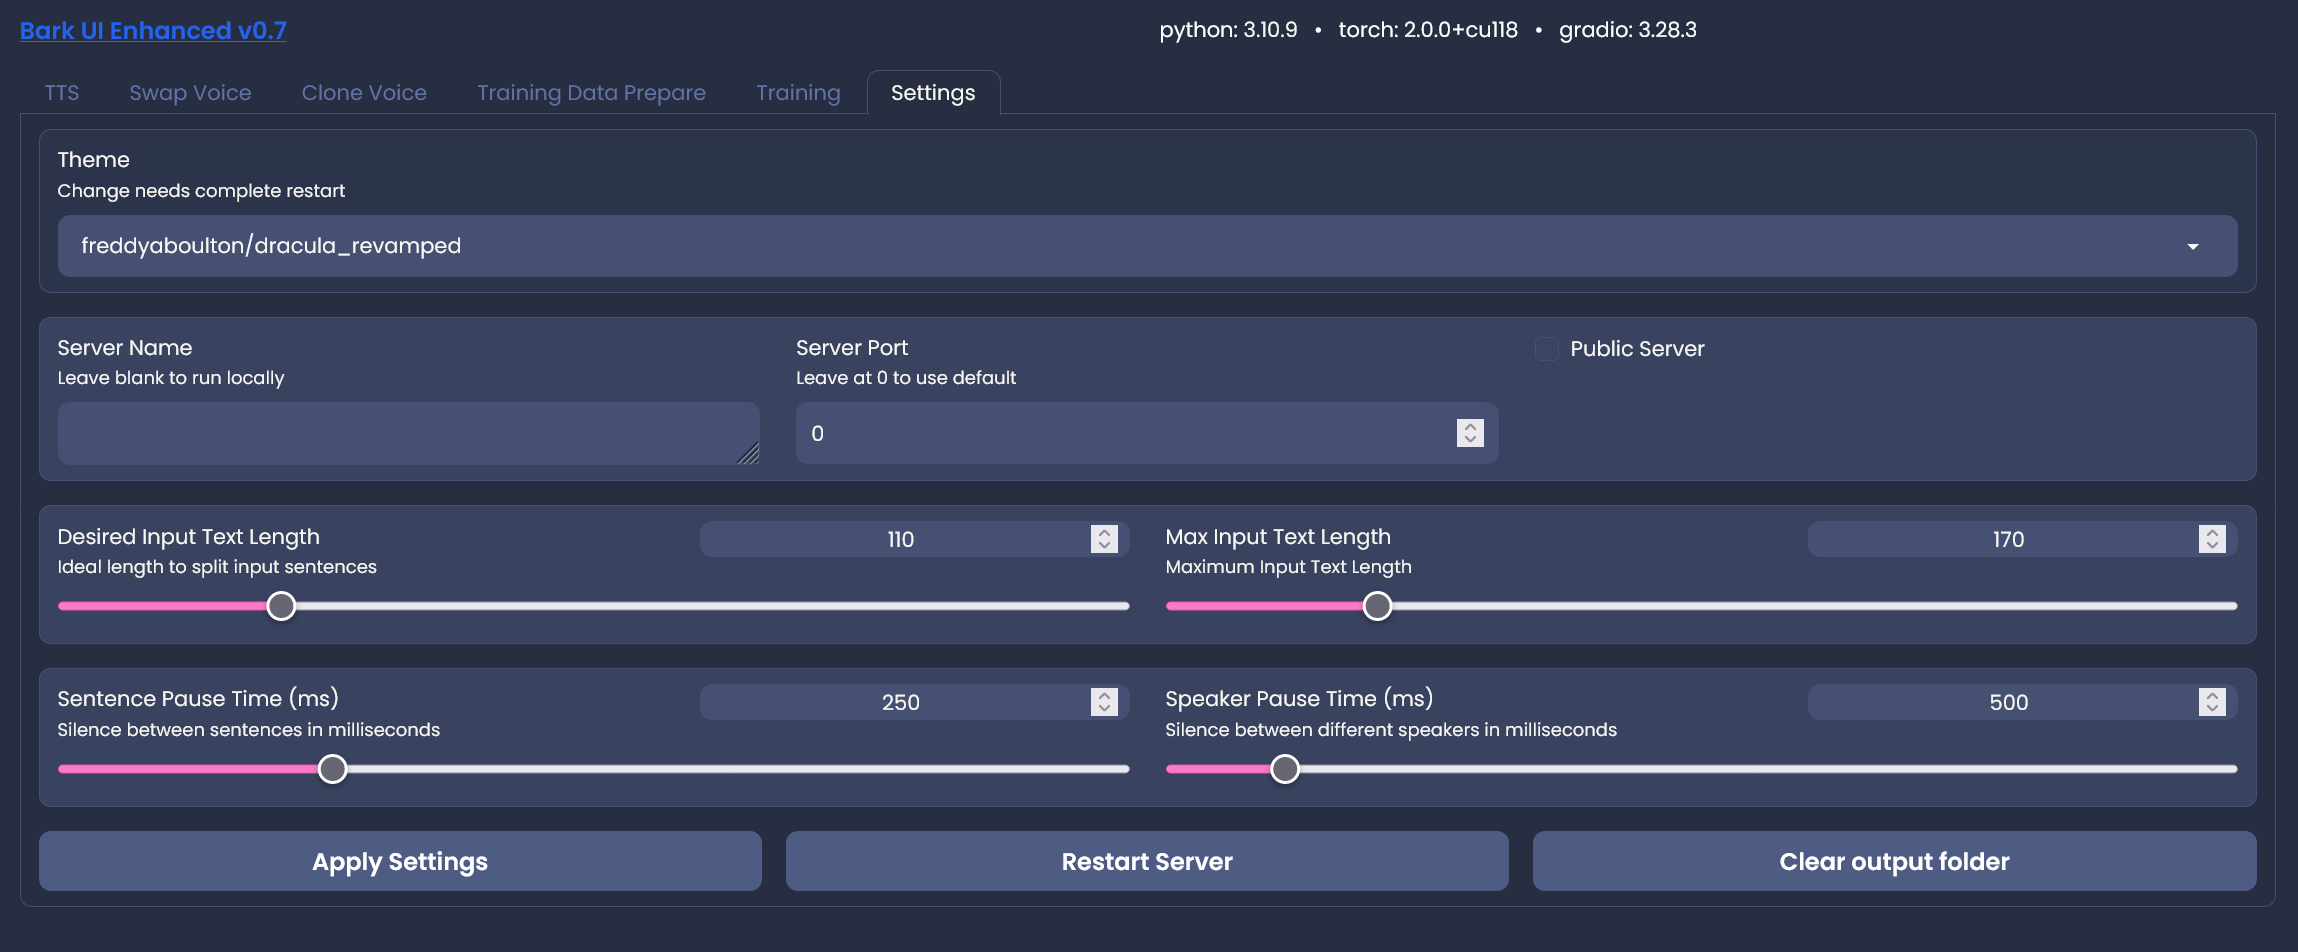 Bark UI Enhanced v0.7
python: 3.10.9 • torch: 2.0.0+cu118 • gradio: 3.28.3
TTS Swap Voice Clone Voice Training Data Prepare Training Settings
Theme
Change needs complete restart
freddyaboulton/dracula_revamped
Server Name
Leave blank to run locally
Server Port
Leave at 0 to use default
0
Public Server
Desired Input Text Length
110
Ideal length to split input sentences
Max Input Text Length
170
Maximum Input Text Length
Sentence Pause Time (ms)
250
Silence between sentences in milliseconds
Speaker Pause Time (ms)
500
Silence between different speakers in milliseconds
Apply Settings
Restart Server
Clear output folder